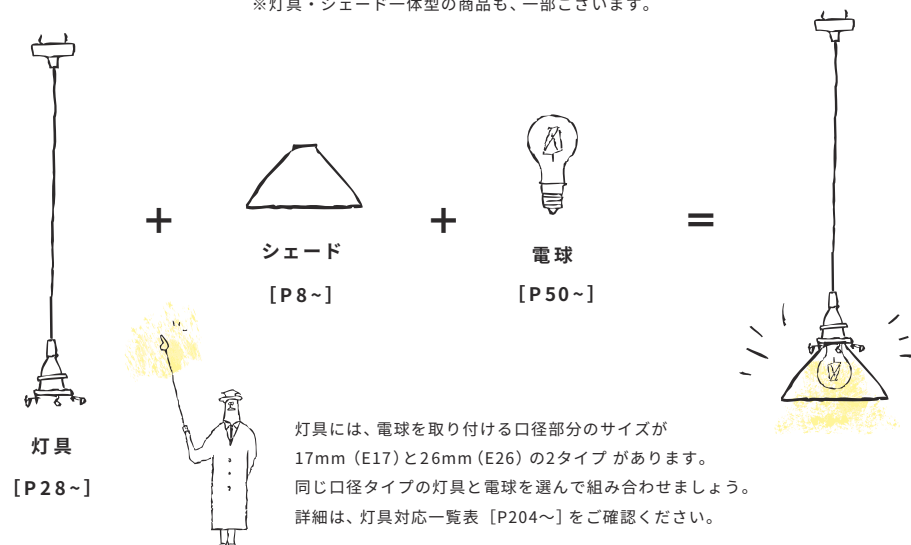 ※灯具・シェード一体型の商品も、一部ございます。
+
シェード
[P8~]
+
電球
[P50~]
=
灯具
[P28~]
灯具には、電球を取り付ける口径部分のサイズが
17mm（E17）と26mm（E26）の2タイプ があります。
同じ口径タイプの灯具と電球を選んで組み合わせましょう。
詳細は、灯具対応一覧表［P204〜］をご確認ください。